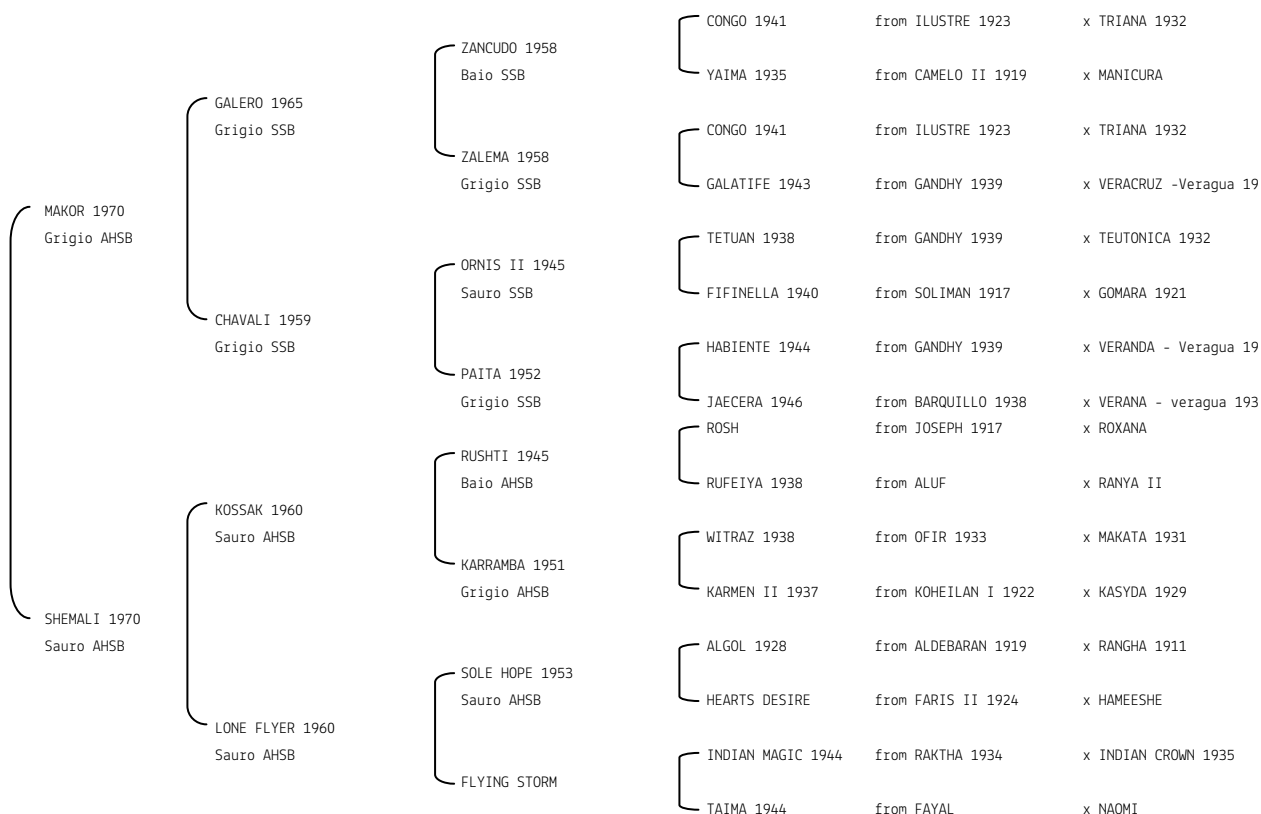 CONGO 1941 from ILUSTRE 1923 x TRIANA 1932
ZANCUDO 1958
Baio SSB YAIMA 1935 from CAMELO II 1919 x MANICURA
GALERO 1965
Grigio SSB CONGO 1941 from ILUSTRE 1923 x TRIANA 1932
ZALEMA 1958
Grigio SSB GALATIFE 1943 from GANDHY 1939 x VERACRUZ -Veragua 19
MAKOR 1970
Grigio AHSB TETUAN 1938 from GANDHY 1939 x TEUTONICA 1932
ORNIS II 1945
Sauro SSB FIFINELLA 1940 from SOLIMAN 1917 x GOMARA 1921
CHAVALI 1959
Grigio SSB HABIENTE 1944 from GANDHY 1939 x VERANDA - Veragua 19
PAITA 1952
Grigio SSB JAECERA 1946 from BARQUILLO 1938 x VERANA - veragua 193
ROSH from JOSEPH 1917 x ROXANA
RUSHTI 1945
Baio AHSB RUFEIYA 1938 from ALUF x RANYA II
KOSSAK 1960
Sauro AHSB WITRAZ 1938 from OFIR 1933 x MAKATA 1931
KARRAMBA 1951
Grigio AHSB KARMEN II 1937 from KOHEILAN I 1922 x KASYDA 1929
SHEMALI 1970
Sauro AHSB ALGOL 1928 from ALDEBARAN 1919 x RANGHA 1911
SOLE HOPE 1953
Sauro AHSB HEARTS DESIRE from FARIS II 1924 x HAMEESHE
LONE FLYER 1960
Sauro AHSB INDIAN MAGIC 1944 from RAKTHA 1934 x INDIAN CROWN 1935
FLYING STORM
TAIMA 1944 from FAYAL x NAOMI